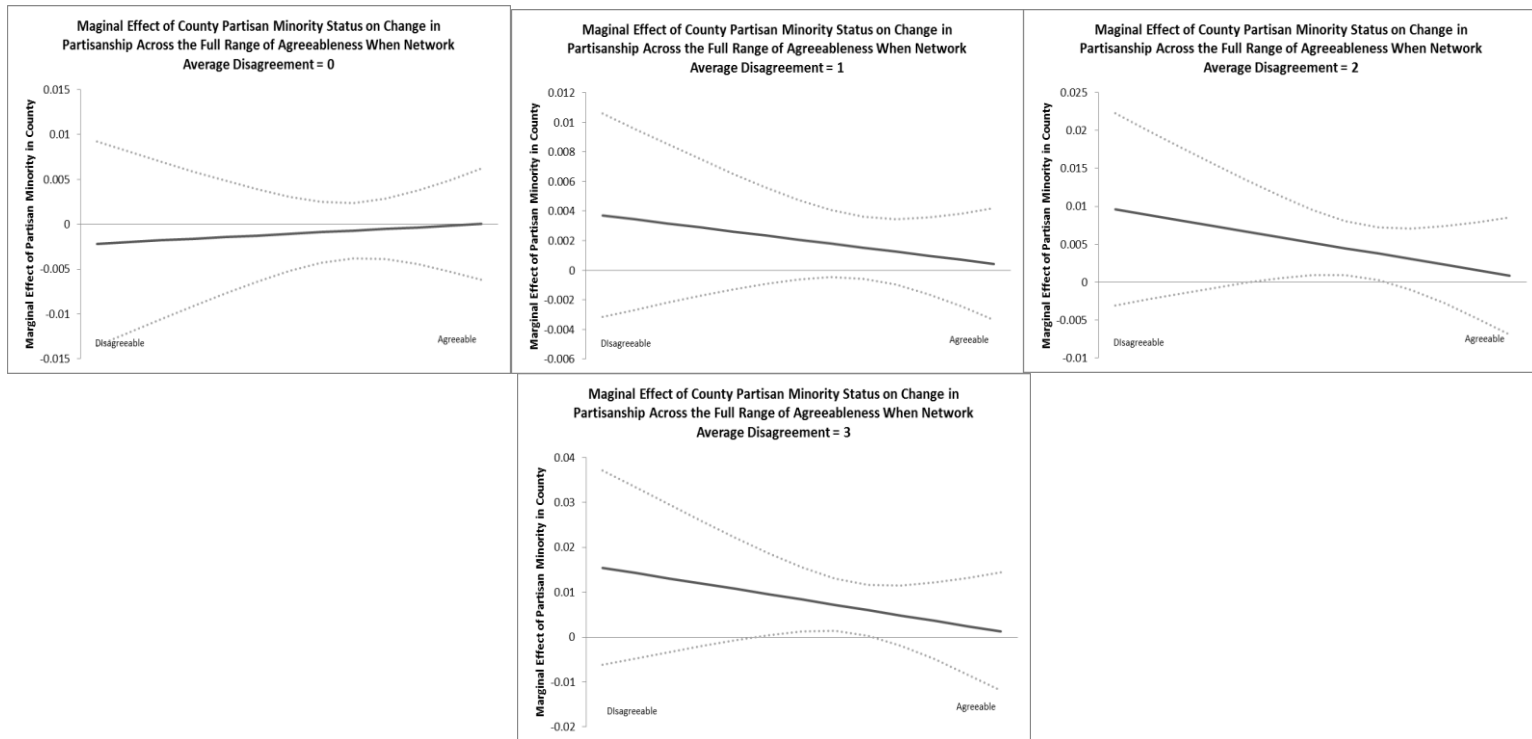 Maginal Effect of County Partisan Minority Status on Change in
Partisanship Across the Full Range of Agreeableness When Network
Average Disagreement = 0
Marginal Effect of Partisan Minority in County
0.015
0.01
0.005
0
-0.005
-0.01
-0.015
Disagreeable
Agreeable
Maginal Effect of County Partisan Minority Status on Change in
Partisanship Across the Full Range of Agreeableness When Network
Average Disagreement = 1
Marginal Effect of Partisan Minority in County
0.012
0.01
0.008
0.006
0.004
0.002
0
-0.002
-0.004
-0.006
Disagreeable
Agreeable
Maginal Effect of County Partisan Minority Status on Change in
Partisanship Across the Full Range of Agreeableness When Network
Average Disagreement = 2
Marginal Effect of Partisan Minority in County
0.025
0.02
0.015
0.01
0.005
0
-0.005
-0.01
Disagreeable
Agreeable
Maginal Effect of County Partisan Minority Status on Change in
Partisanship Across the Full Range of Agreeableness When Network
Average Disagreement = 3
Marginal Effect of Partisan Minority in County
0.04
0.03
0.02
0.01
0
-0.01
-0.02
Disagreeable
Agreeable